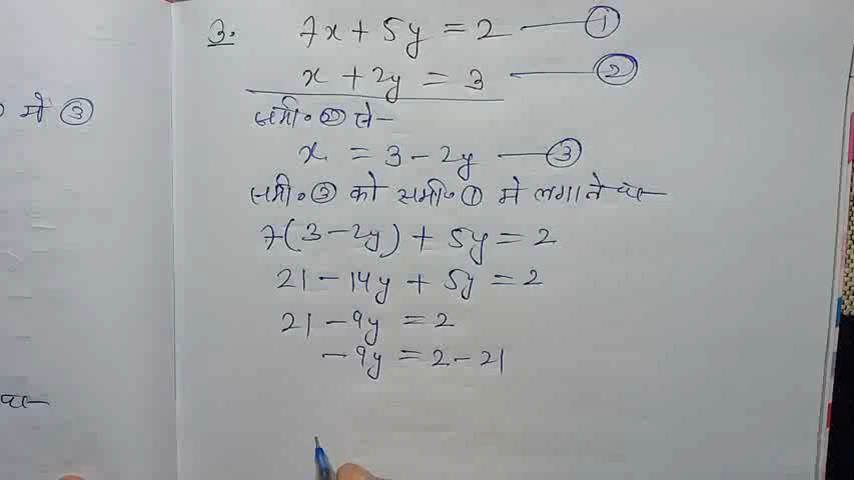 में ③
3. 7x + 5y = 2 — ①
x + 2y = 3 — ②
समी० ② से -
x = 3 - 2y — ③
समी० ③ को समी० ① में लगाने पर -
7(3 - 2y) + 5y = 2
21 - 14y + 5y = 2
21 - 9y = 2
- 9y = 2 - 21
पर -